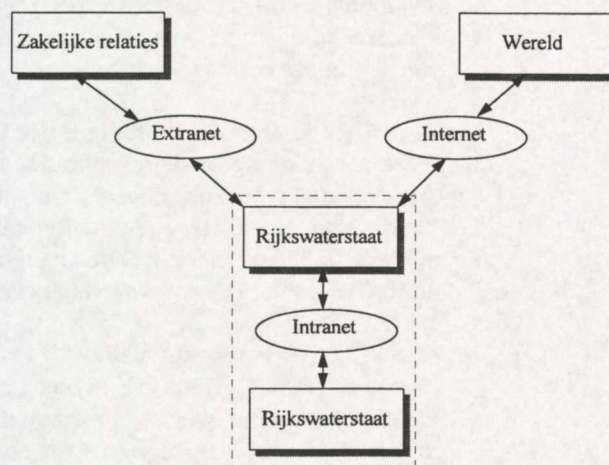 Zakelijke relaties
Wereld
Extranet
Internet
Rijkswaterstaat
Intranet
Rijkswaterstaat